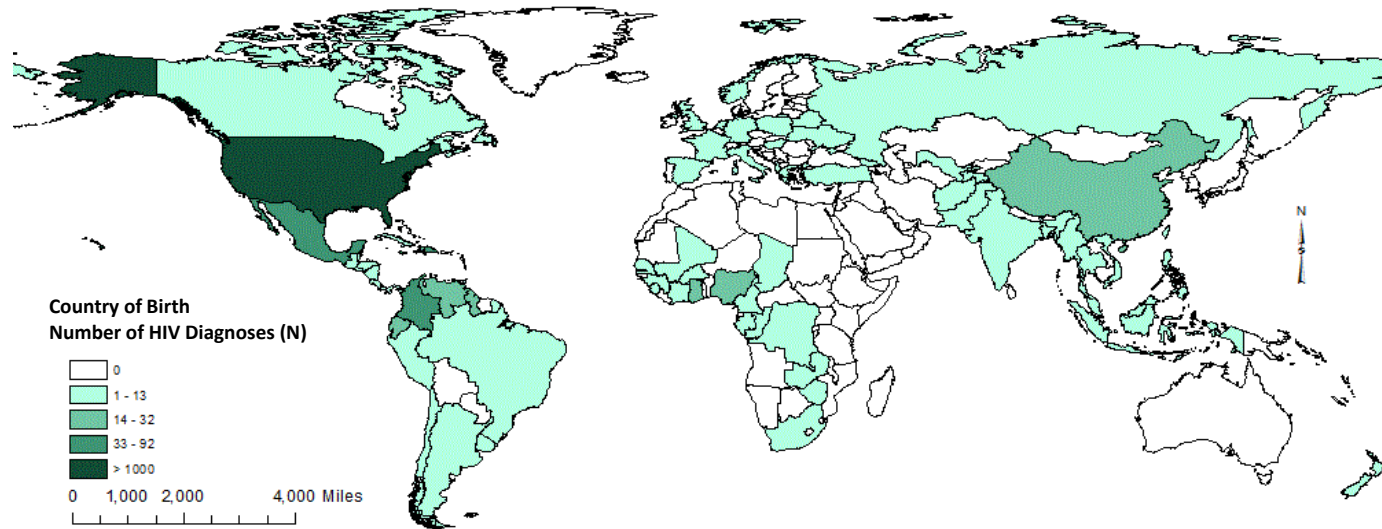 N
S
Country of Birth
Number of HIV Diagnoses (N)
0
1 - 13
14 - 32
33 - 92
> 1000
0 1,000 2,000 4,000 Miles